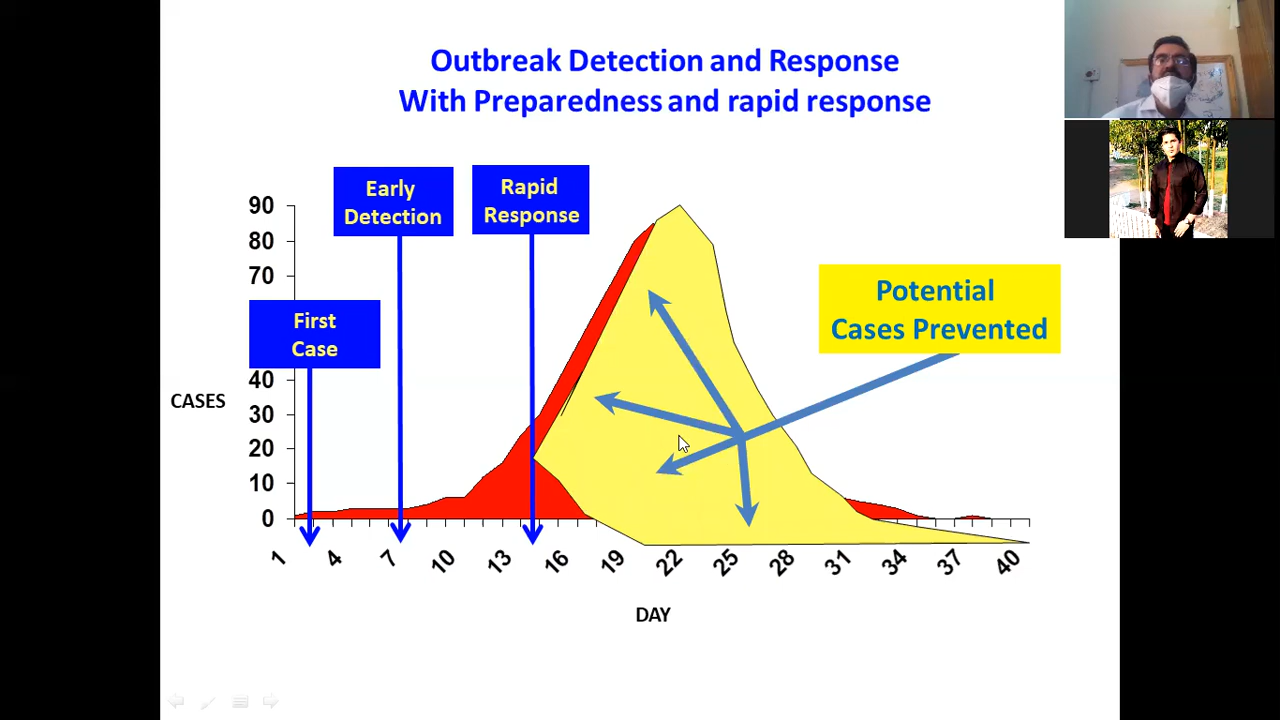 Outbreak Detection and Response
With Preparedness and rapid response
Early
Detection
Rapid
Response
First
Case
Potential
Cases Prevented
90
80
70
40
30
20
10
0
CASES
1 4 7 10 13 16 19 22 25 28 31 34 37 40
DAY